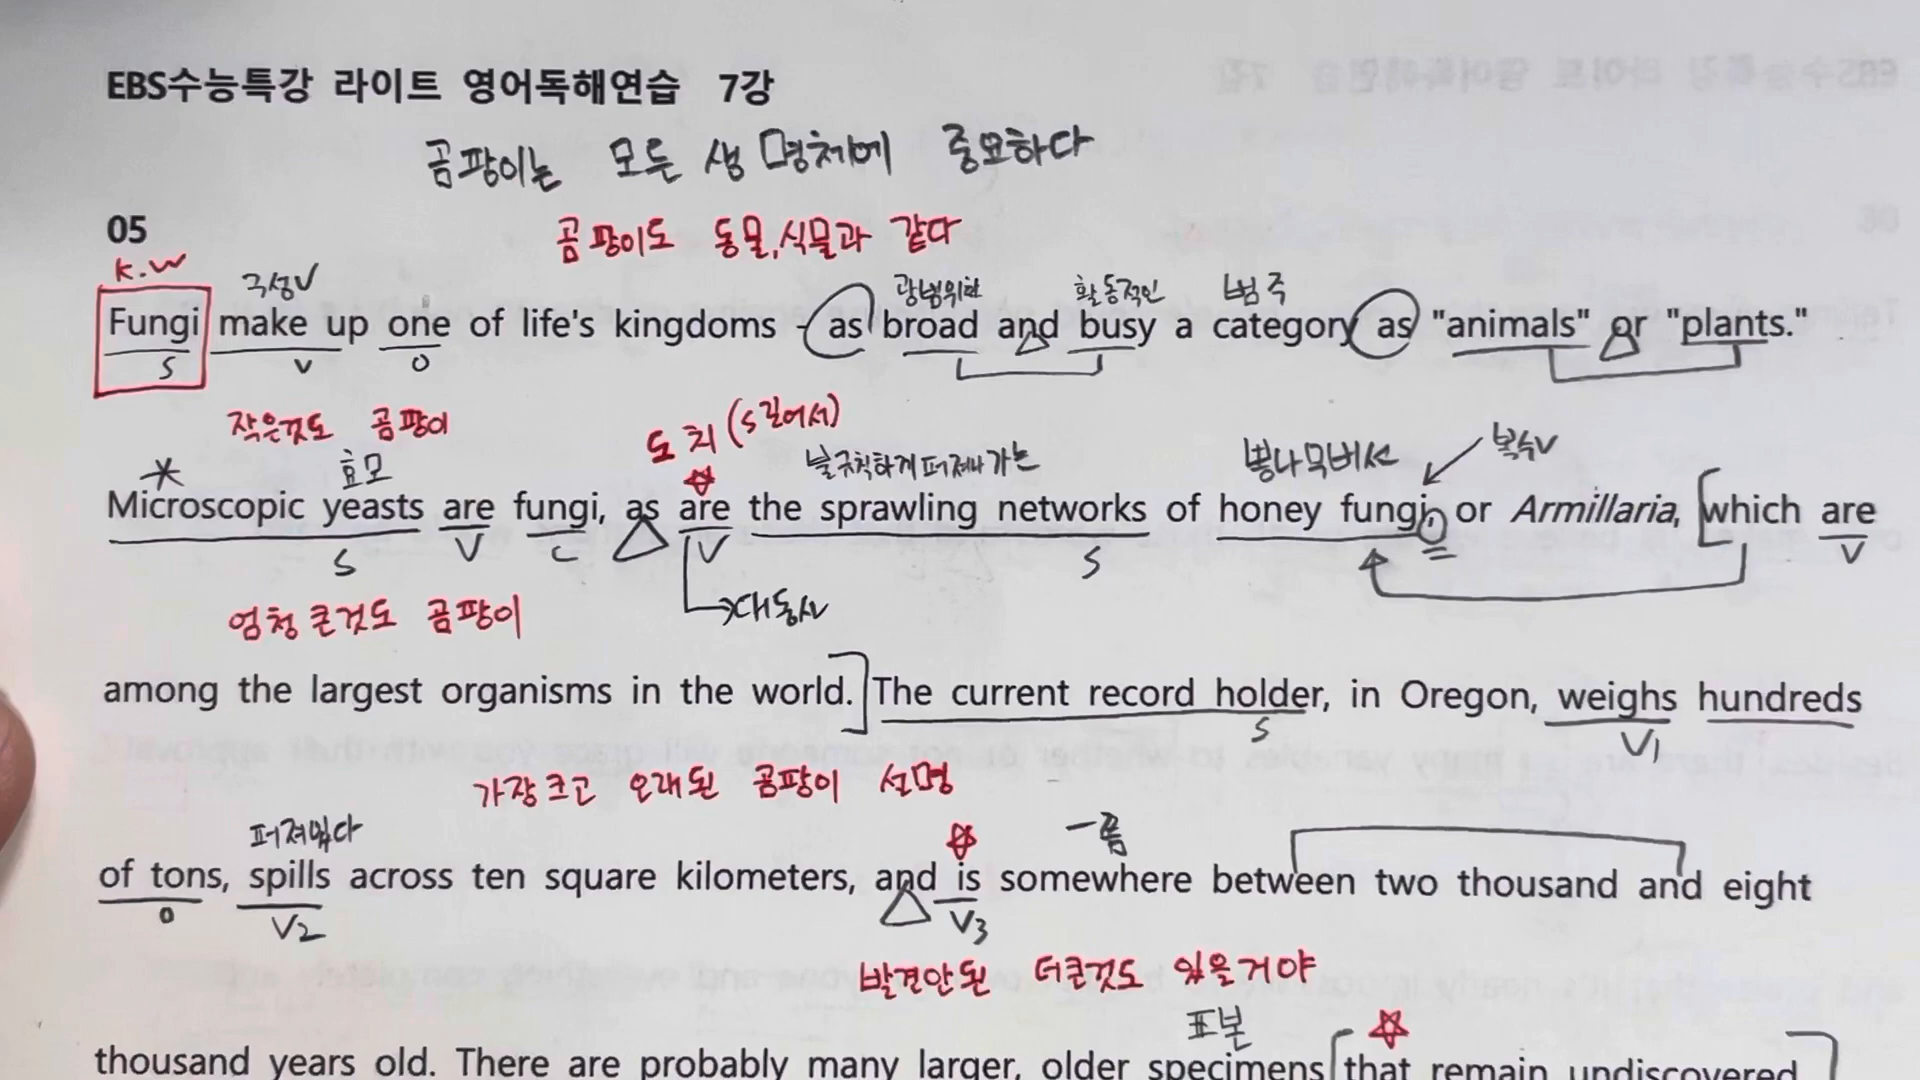 EBS수능특강 라이트 영어독해연습 7강
곰팡이는 모든 생명체에 중요하다
05
곰팡이도 동물,식물과 같다
K.W
구성V
광범위한 활동적인 범주
Fungi make up one of life's kingdoms - as broad and busy a category as "animals" or "plants."
S V O
작은것도 곰팡이
도치 (S길어서)
효모
불규칙하게 퍼져나가는
뽕나무버섯
복수V
Microscopic yeasts are fungi, as are the sprawling networks of honey fungi, or Armillaria, which are
S V C V S V
대동사
엄청 큰것도 곰팡이
among the largest organisms in the world. The current record holder, in Oregon, weighs hundreds
S V1
가장크고 오래된 곰팡이 설명
퍼져있다
-쯤
of tons, spills across ten square kilometers, and is somewhere between two thousand and eight
O V2 V3
발견안된 더큰것도 있을거야
표본
thousand years old. There are probably many larger, older specimens that remain undiscovered